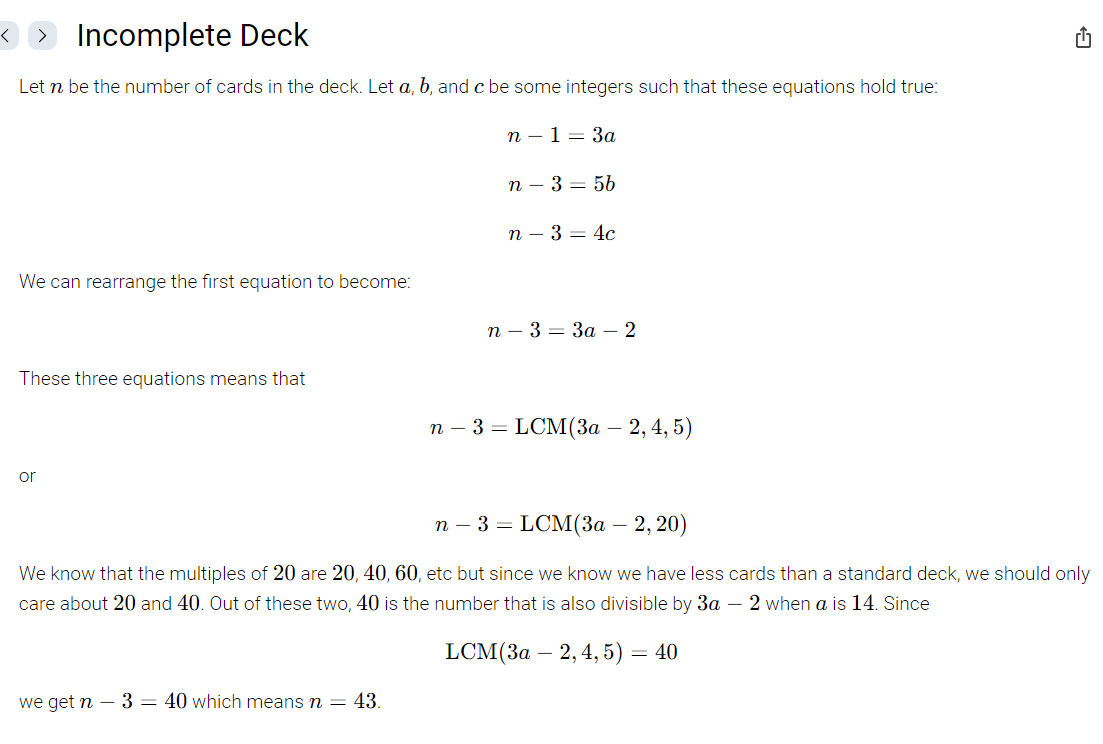 Incomplete Deck
Let n be the number of cards in the deck. Let a, b, and c be some integers such that these equations hold true:
n − 1 = 3a
n − 3 = 5b
n − 3 = 4c
We can rearrange the first equation to become:
n − 3 = 3a − 2
These three equations means that
n − 3 = LCM(3a − 2, 4, 5)
or
n − 3 = LCM(3a − 2, 20)
We know that the multiples of 20 are 20, 40, 60, etc but since we know we have less cards than a standard deck, we should only
care about 20 and 40. Out of these two, 40 is the number that is also divisible by 3a − 2 when a is 14. Since
LCM(3a − 2, 4, 5) = 40
we get n − 3 = 40 which means n = 43.